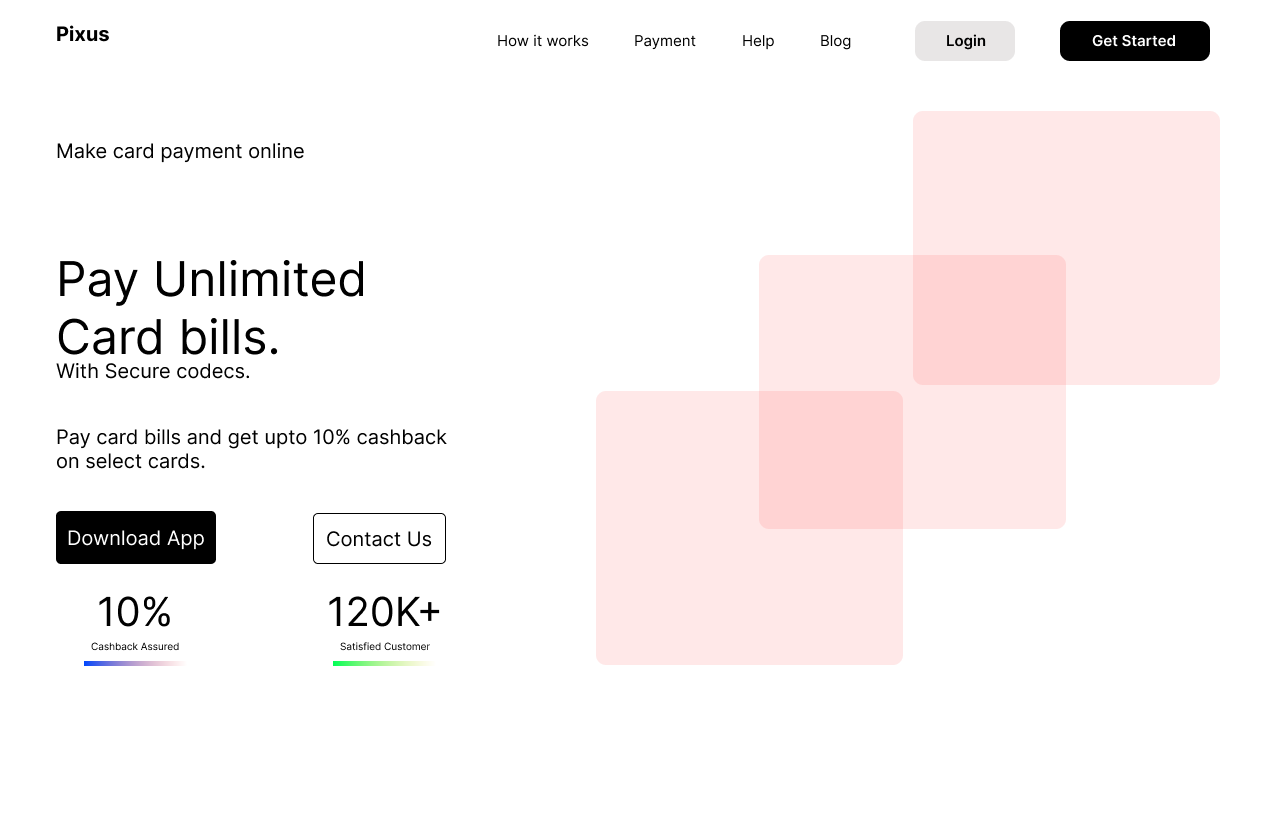 Pixus
How it works
Payment
Help
Blog
Login
Get Started
Make card payment online
Pay Unlimited
Card bills.
With Secure codecs.
Pay card bills and get upto 10% cashback
on select cards.
Download App
Contact Us
10%
Cashback Assured
120K+
Satisfied Customer